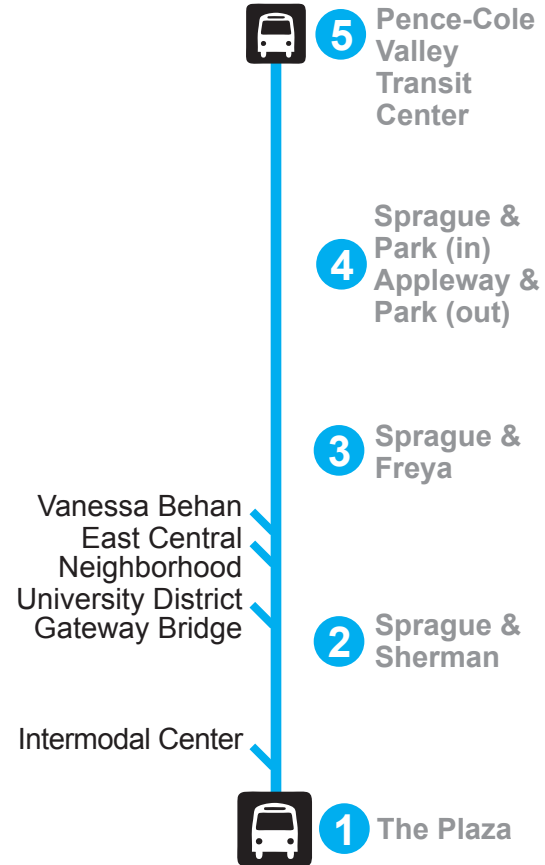 5 Pence-Cole
Valley
Transit
Center
4 Sprague &
Park (in)
Appleway &
Park (out)
3 Sprague &
Freya
Vanessa Behan
East Central
Neighborhood
University District
Gateway Bridge
2 Sprague &
Sherman
Intermodal Center
1 The Plaza